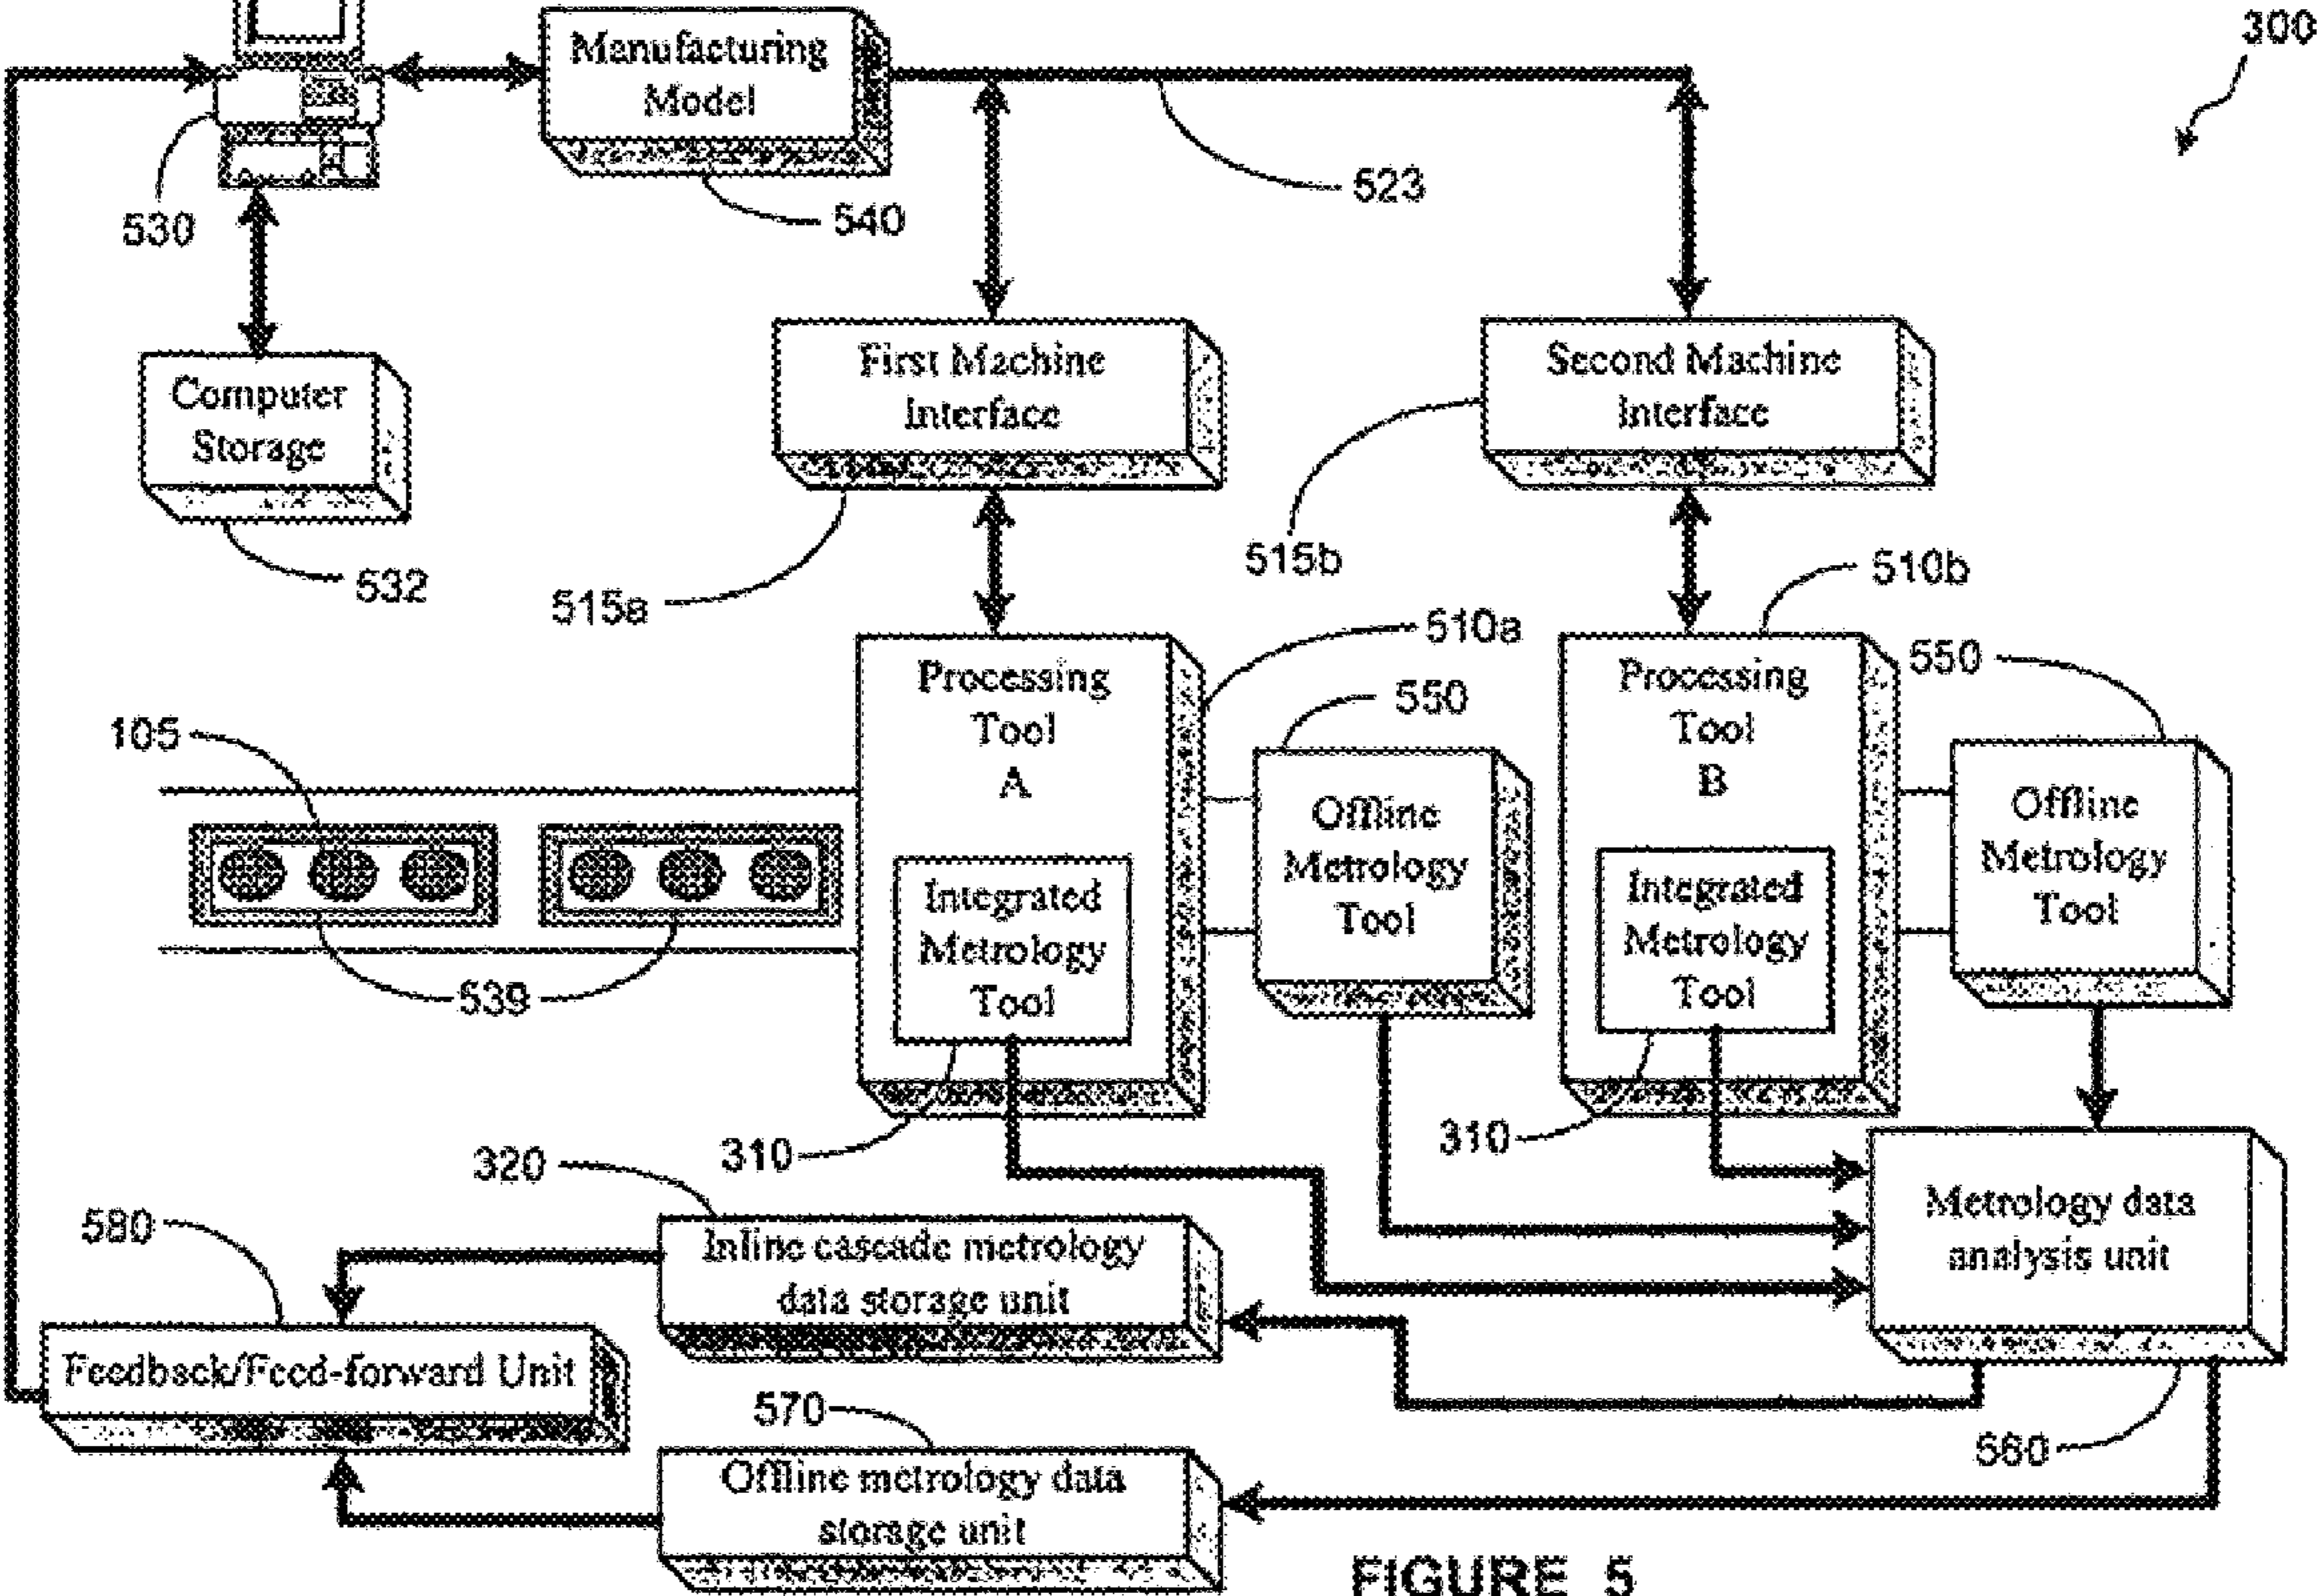 300
Manufacturing
Model
523
530
540
Computer
Storage
First Machine
Interface
Second Machine
Interface
532
515a
515b
510b
510a
Processing
Tool
A
550
Processing
Tool
B
550
105
Offline
Metrology
Tool
Offline
Metrology
Tool
Integrated
Metrology
Tool
Integrated
Metrology
Tool
539
320
310
310
580
Inline cascade metrology
data storage unit
Metrology data
analysis unit
Feedback/Feed-forward Unit
570
560
Offline metrology data
storage unit
FIGURE 5